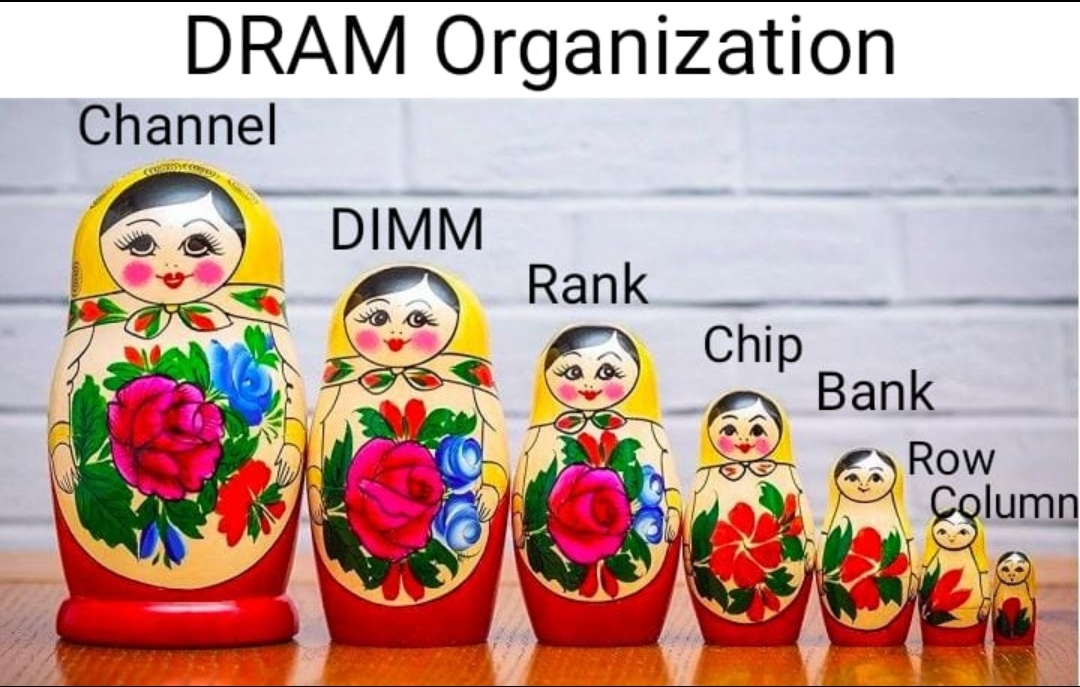 DRAM Organization
Channel
DIMM
Rank
Chip
Bank
Row
Column